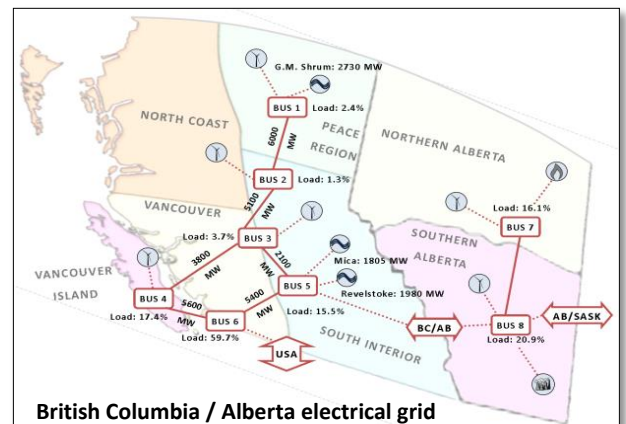 G.M. Shrum: 2730 MW
BUS 1
Load: 2.4%
NORTH COAST
PEACE
REGION
NORTHERN ALBERTA
6000
MW
BUS 2
Load: 1.3%
Load: 16.1%
BUS 7
VANCOUVER
5100
MW
SOUTHERN
ALBERTA
Load: 3.7%
BUS 3
3800
MW
2100
MW
Mica: 1805 MW
VANCOUVER
ISLAND
BUS 4
Load: 17.4%
5600
MW
5400
MW
BUS 5
Revelstoke: 1980 MW
Load: 15.5%
BUS 6
Load: 59.7%
BC/AB
BUS 8
Load: 20.9%
AB/SASK
SOUTH INTERIOR
USA
British Columbia / Alberta electrical grid